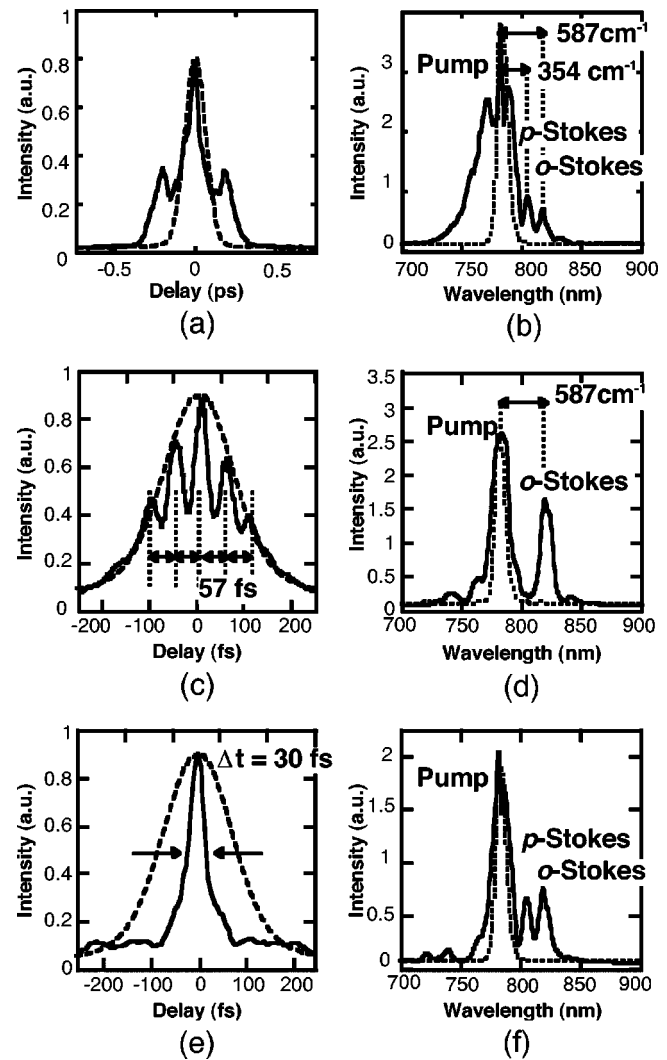 1
0.8
0.6
0.4
0.2
0
Intensity (a.u.)
-0.5 0 0.5
Delay (ps)
(a)
3
2
1
0
Intensity (a.u.)
Pump
587cm⁻¹
354 cm⁻¹
p-Stokes
o-Stokes
700 750 800 850 900
Wavelength (nm)
(b)
1
0.8
0.6
0.4
0.2
0
Intensity (a.u.)
57 fs
-200 -100 0 100 200
Delay (fs)
(c)
3.5
3
2.5
2
1.5
1
0.5
0
Intensity (a.u.)
587cm⁻¹
Pump
o-Stokes
700 750 800 850 900
Wavelength (nm)
(d)
1
0.8
0.6
0.4
0.2
0
Intensity (a.u.)
Δt = 30 fs
-200 -100 0 100 200
Delay (fs)
(e)
2
1.5
1
0.5
0
Intensity (a.u.)
Pump
p-Stokes
o-Stokes
700 750 800 850 900
Wavelength (nm)
(f)